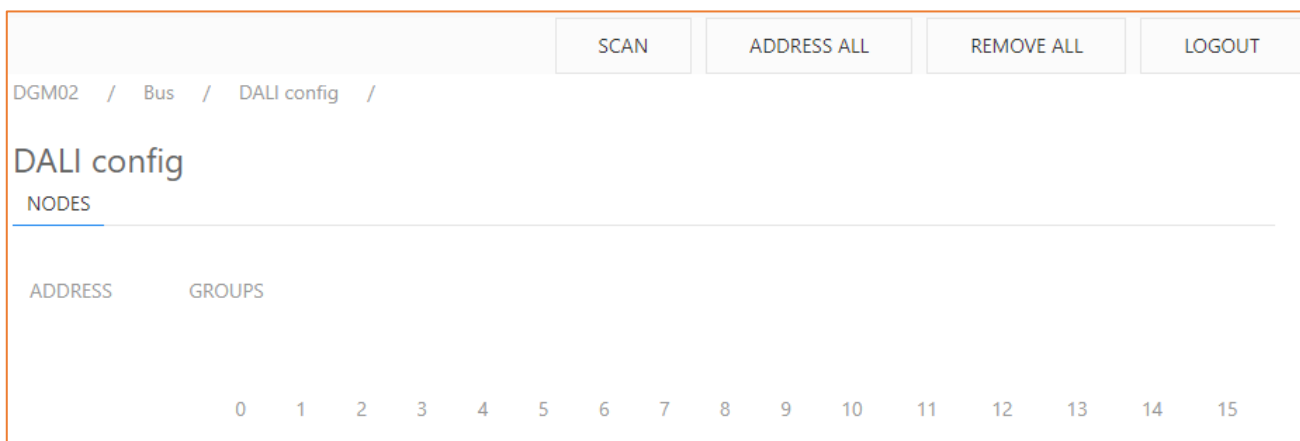 SCAN ADDRESS ALL REMOVE ALL LOGOUT
DGM02 / Bus / DALI config /
DALI config
NODES
ADDRESS GROUPS
0 1 2 3 4 5 6 7 8 9 10 11 12 13 14 15